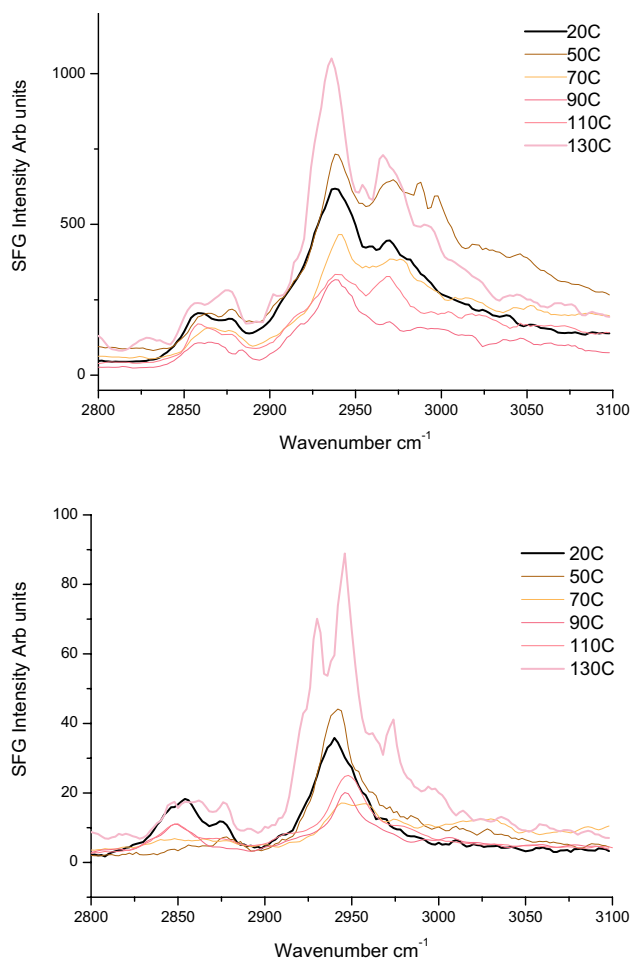 SFG Intensity Arb units
1000
500
0
20C
50C
70C
90C
110C
130C
2800 2850 2900 2950 3000 3050 3100
Wavenumber cm⁻¹
SFG Intensity Arb units
100
80
60
40
20
0
20C
50C
70C
90C
110C
130C
2800 2850 2900 2950 3000 3050 3100
Wavenumber cm⁻¹